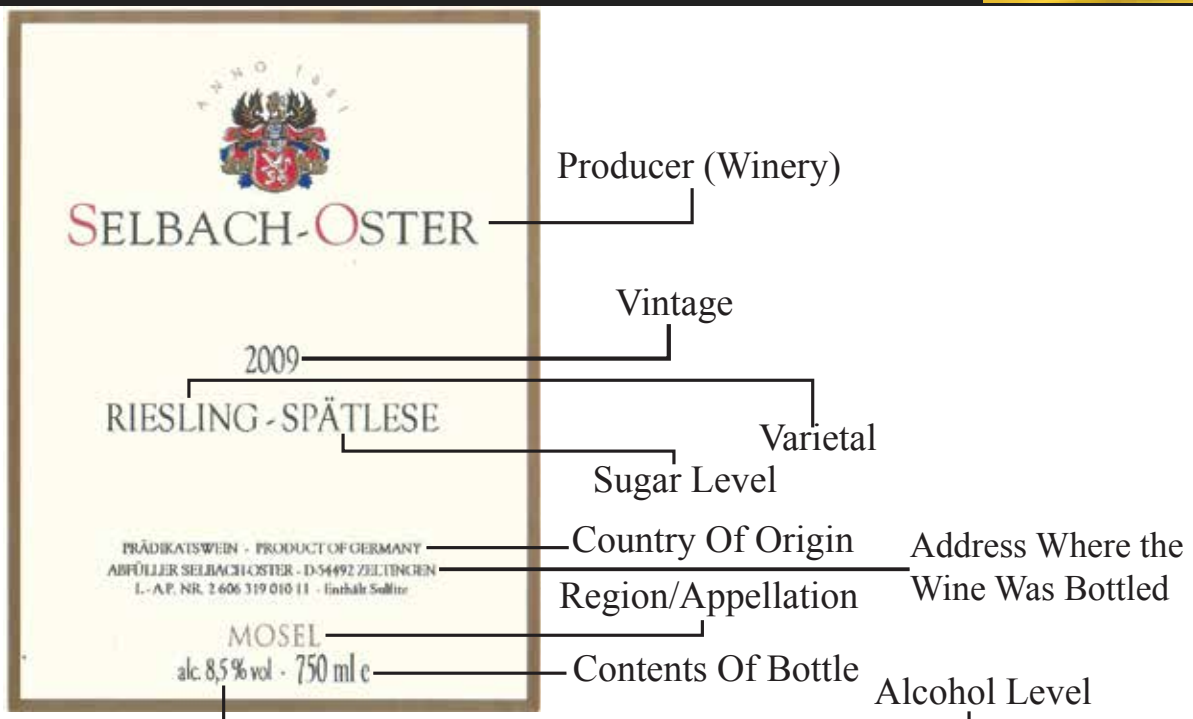 ANNO 1661
Producer (Winery)
SELBACH-OSTER
Vintage
2009
RIESLING - SPÄTLESE
Varietal
Sugar Level
PRÄDIKATSWEIN - PRODUCT OF GERMANY
Country Of Origin
ABFÜLLER SELBACH-OSTER - D-54492 ZELTINGEN
Address Where the
Wine Was Bottled
L - A.P. NR. 2 606 319 010 11 - Enthält Sulfite
Region/Appellation
MOSEL
alc. 8,5 % vol - 750 ml e
Contents Of Bottle
Alcohol Level